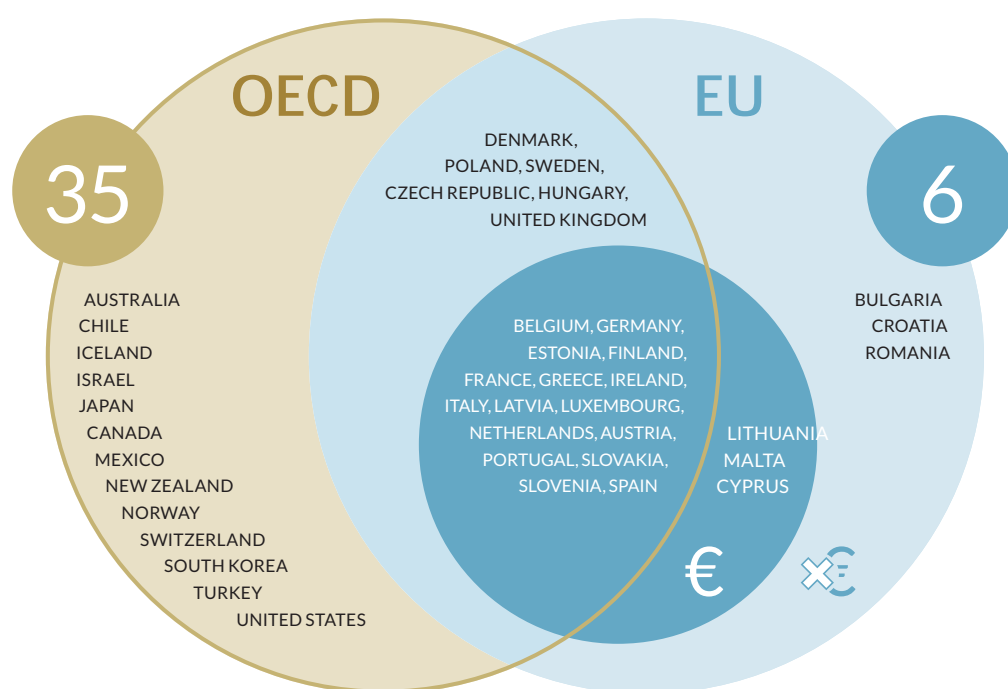 OECD
EU
35
6
DENMARK,
POLAND, SWEDEN,
CZECH REPUBLIC, HUNGARY,
UNITED KINGDOM
AUSTRALIA
CHILE
ICELAND
ISRAEL
JAPAN
CANADA
MEXICO
NEW ZEALAND
NORWAY
SWITZERLAND
SOUTH KOREA
TURKEY
UNITED STATES
BELGIUM, GERMANY,
ESTONIA, FINLAND,
FRANCE, GREECE, IRELAND,
ITALY, LATVIA, LUXEMBOURG,
NETHERLANDS, AUSTRIA,
PORTUGAL, SLOVAKIA,
SLOVENIA, SPAIN
LITHUANIA
MALTA
CYPRUS
BULGARIA
CROATIA
ROMANIA
€
€